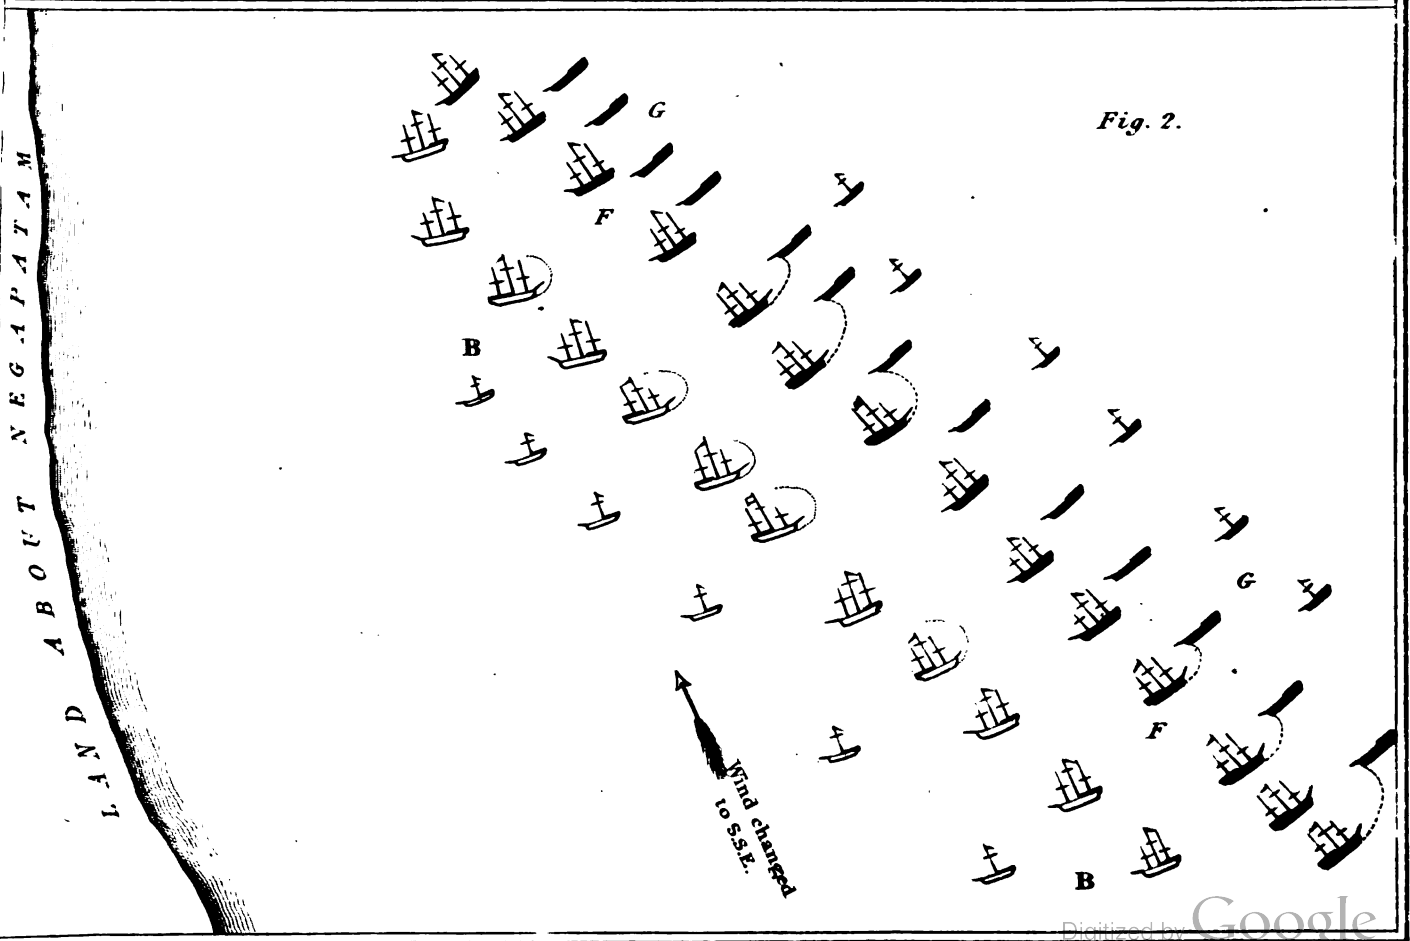 Fig. 2.
G
F
B
LAND ABOUT NEGAPATAM
G
F
Wind changed
to S.S.E.
B
Digitized by Google